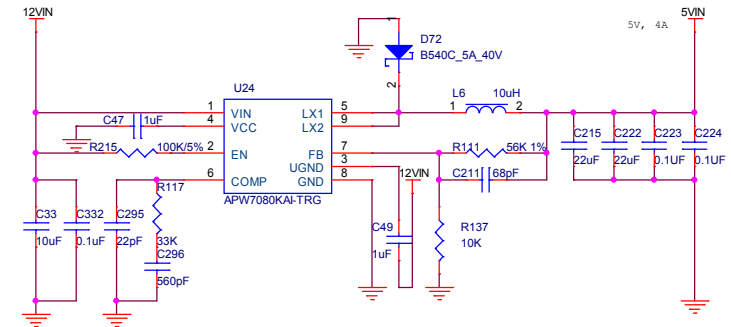 12VIN
5VIN
5V, 4A
1
D72
B540C_5A_40V
2
U24
L6 10uH
1 2
C47 1uF
1 VIN LX1 5
4 VCC LX2 9
R215 100K/5%
2 EN FB 7
R111 56K 1%
C215 C222 C223 C224
22uF 22uF 0.1UF 0.1UF
UGND 3
6 COMP GND 8
12VIN
C211 68pF
R117
APW7080KAI-TRG
C33 C332 C295
10uF 0.1uF 22pF
33K
C296
560pF
C49
1uF
R137
10K